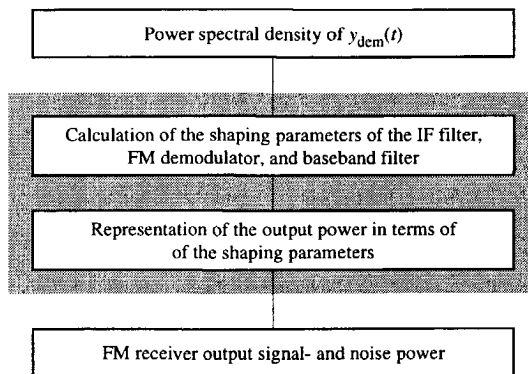 Power spectral density of y_dem(t)
Calculation of the shaping parameters of the IF filter,
FM demodulator, and baseband filter
Representation of the output power in terms of
of the shaping parameters
FM receiver output signal- and noise power